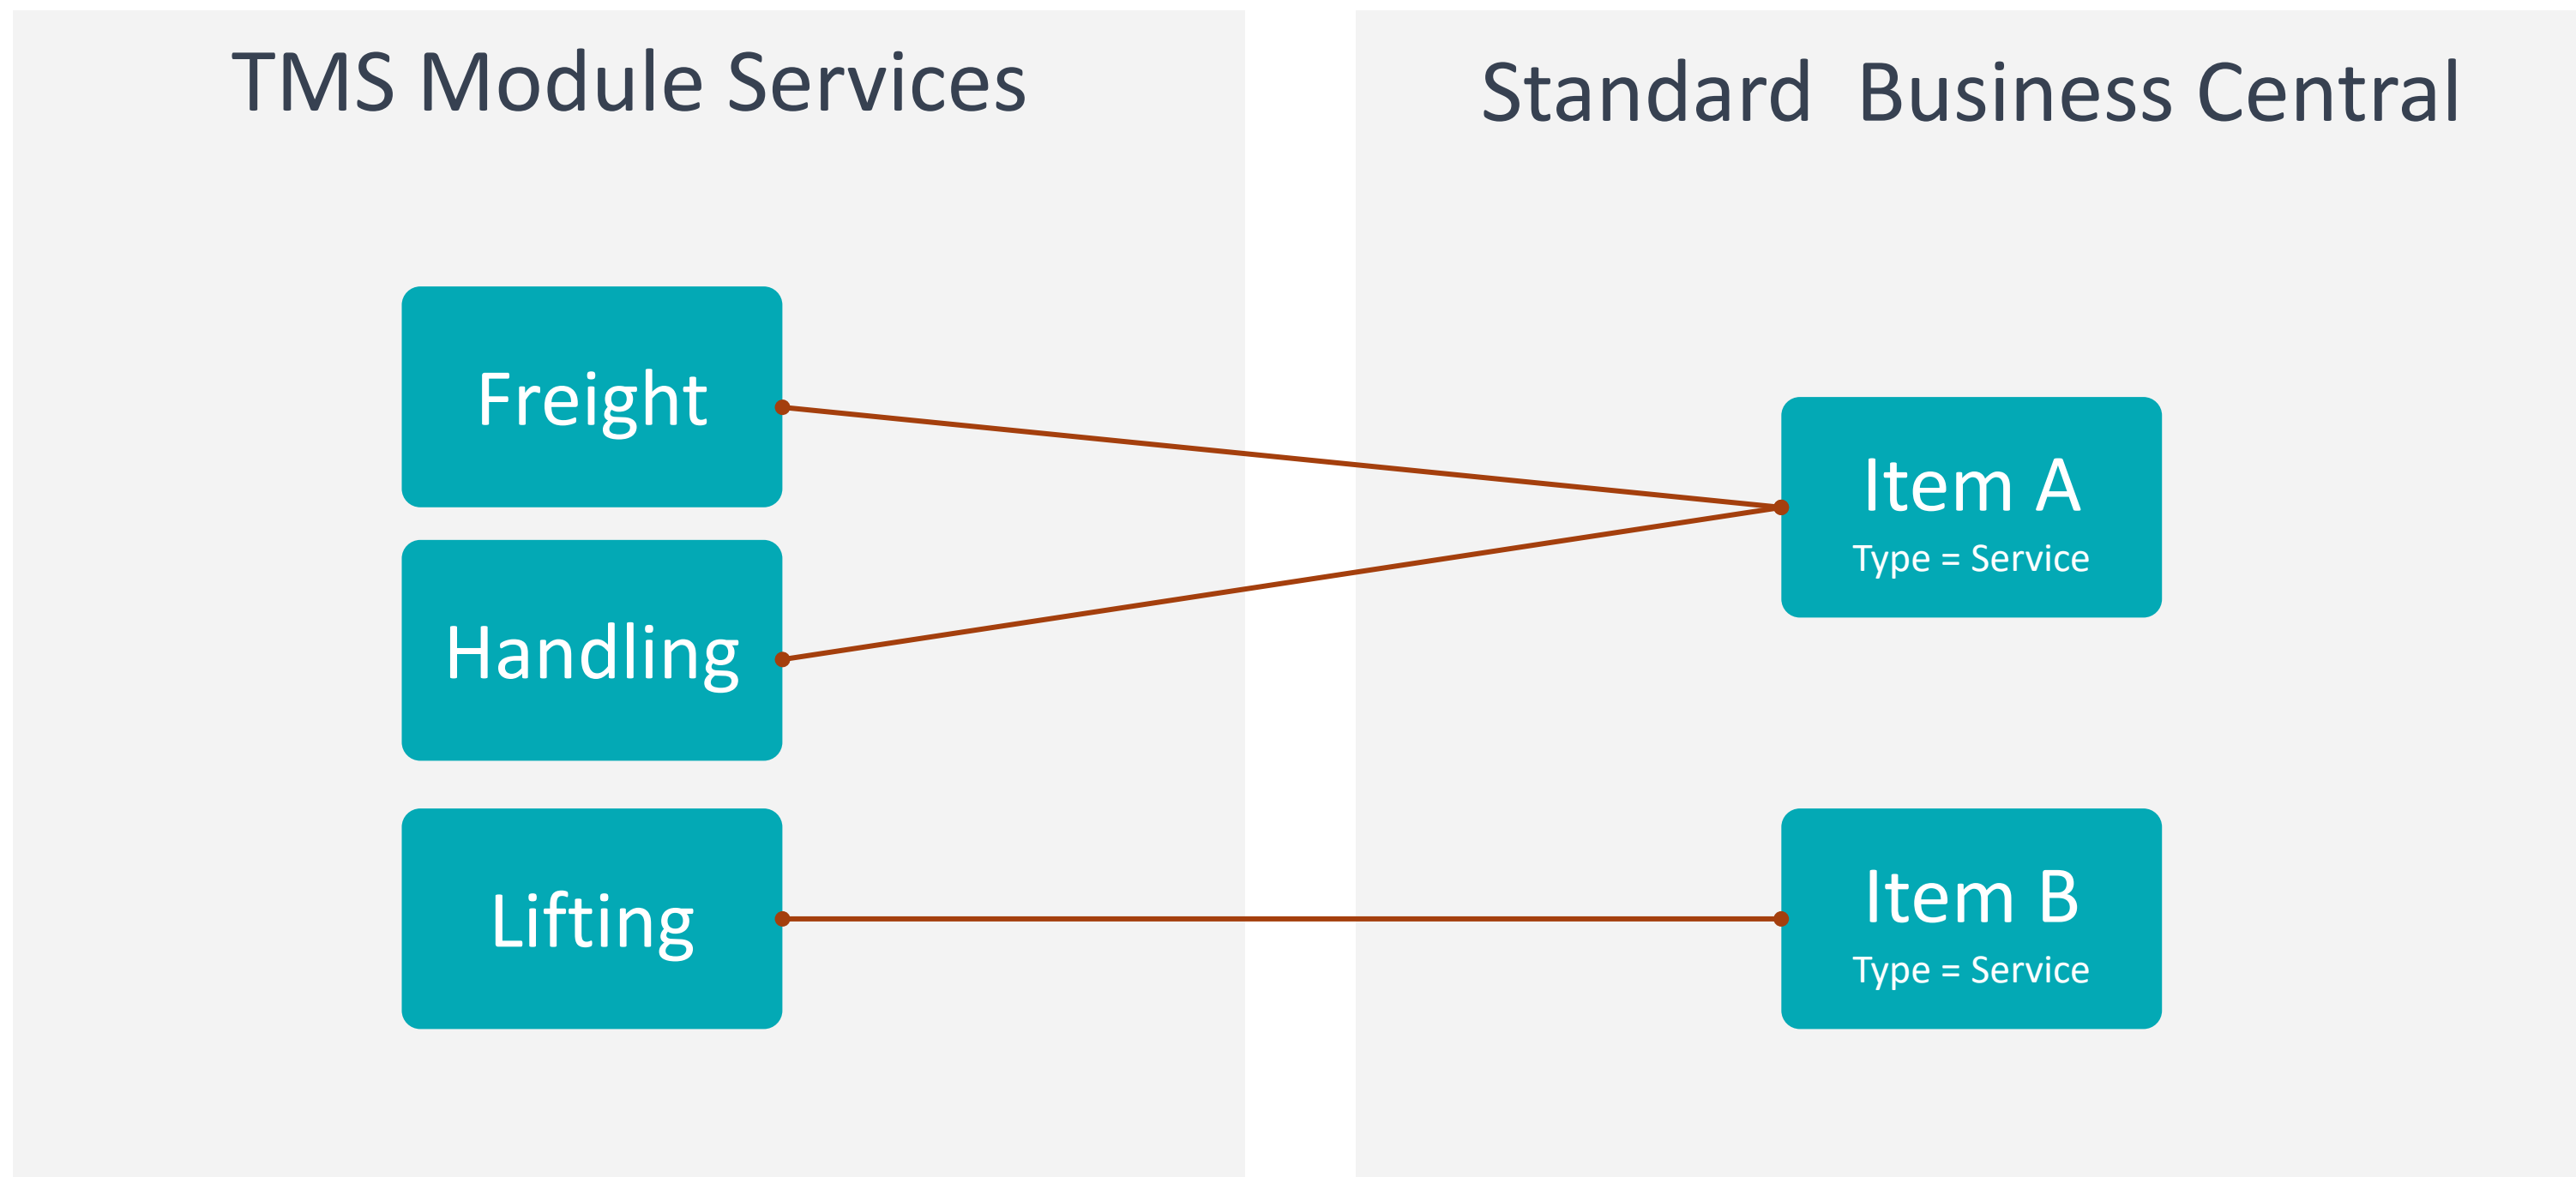 TMS Module Services
Freight
Handling
Lifting
Standard  Business Central
Item A
Type = Service
Item B
Type = Service